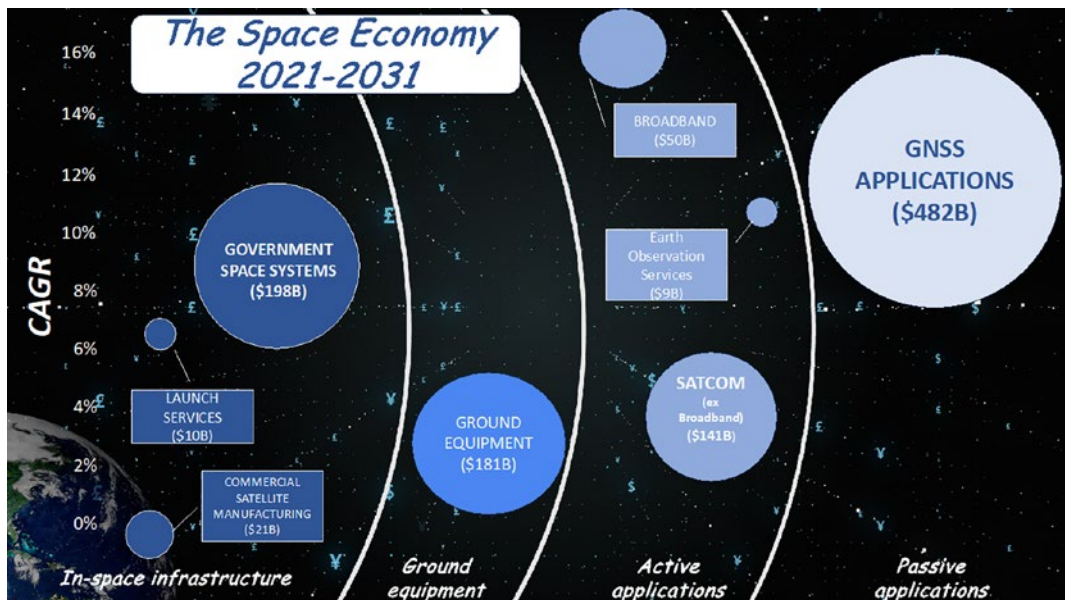 The Space Economy
2021-2031
CAGR
16%
14%
12%
10%
8%
6%
4%
2%
0%
GOVERNMENT
SPACE SYSTEMS
($198B)
LAUNCH
SERVICES
($10B)
COMMERCIAL
SATELLITE
MANUFACTURING
($21B)
GROUND
EQUIPMENT
($181B)
BROADBAND
($50B)
Earth
Observation
Services
($9B)
SATCOM
(ex
Broadband)
($141B)
GNSS
APPLICATIONS
($482B)
In-space infrastructure
Ground
equipment
Active
applications
Passive
applications